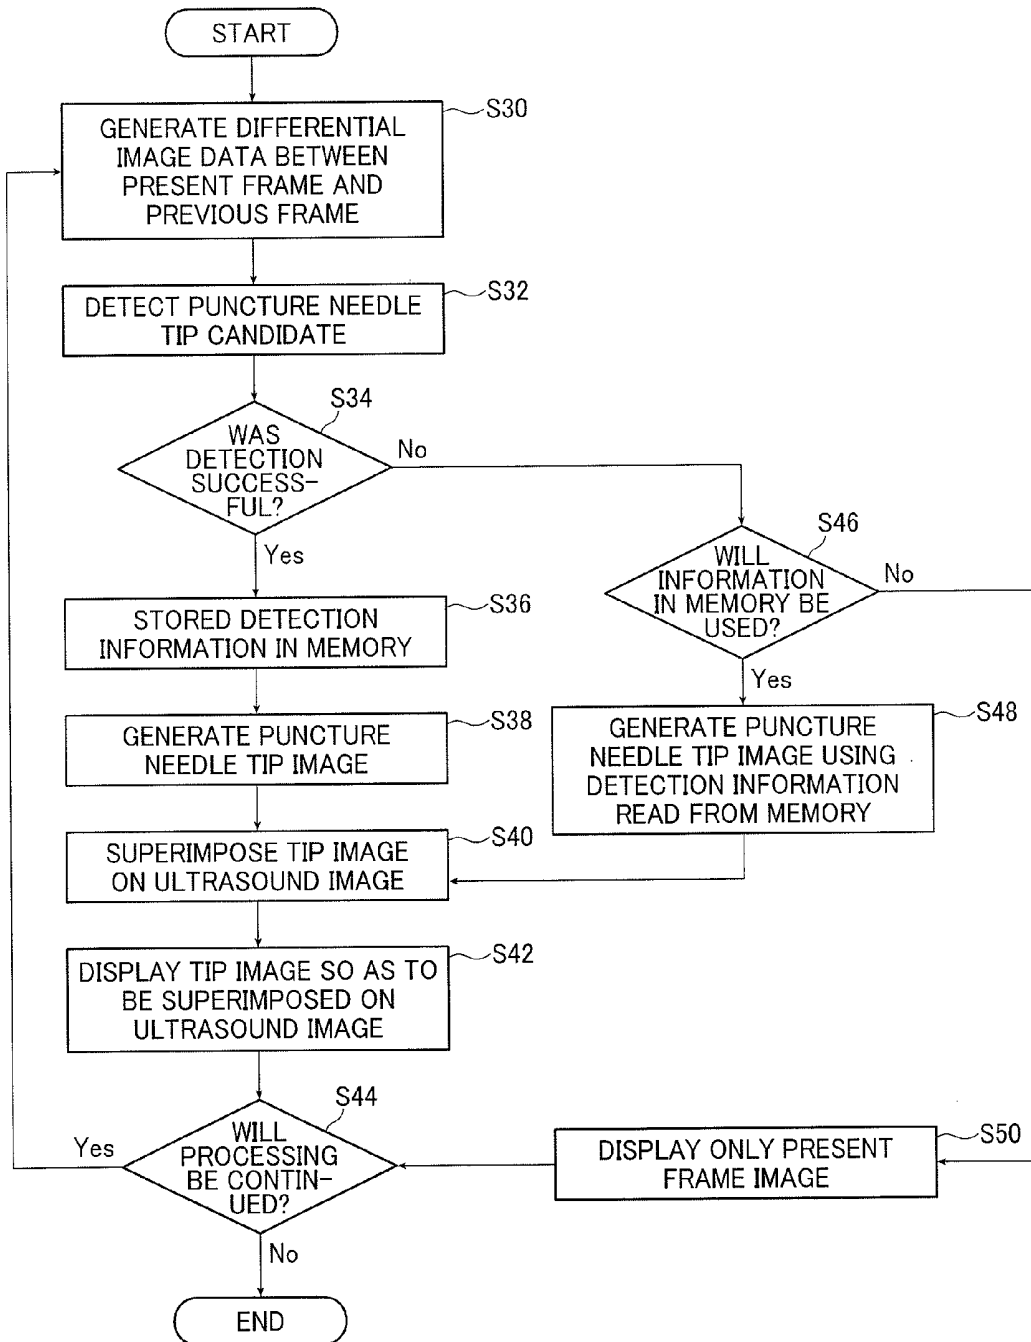 START
S30
GENERATE DIFFERENTIAL
IMAGE DATA BETWEEN
PRESENT FRAME AND
PREVIOUS FRAME
S32
DETECT PUNCTURE NEEDLE
TIP CANDIDATE
S34
WAS
DETECTION
SUCCESS-
FUL?
No
Yes
S46
WILL
INFORMATION
IN MEMORY BE
USED?
No
Yes
S36
STORED DETECTION
INFORMATION IN MEMORY
S38
GENERATE PUNCTURE
NEEDLE TIP IMAGE
S48
GENERATE PUNCTURE
NEEDLE TIP IMAGE USING
DETECTION INFORMATION
READ FROM MEMORY
S40
SUPERIMPOSE TIP IMAGE
ON ULTRASOUND IMAGE
S42
DISPLAY TIP IMAGE SO AS TO
BE SUPERIMPOSED ON
ULTRASOUND IMAGE
S44
WILL
PROCESSING
BE CONTIN-
UED?
Yes
No
S50
DISPLAY ONLY PRESENT
FRAME IMAGE
END